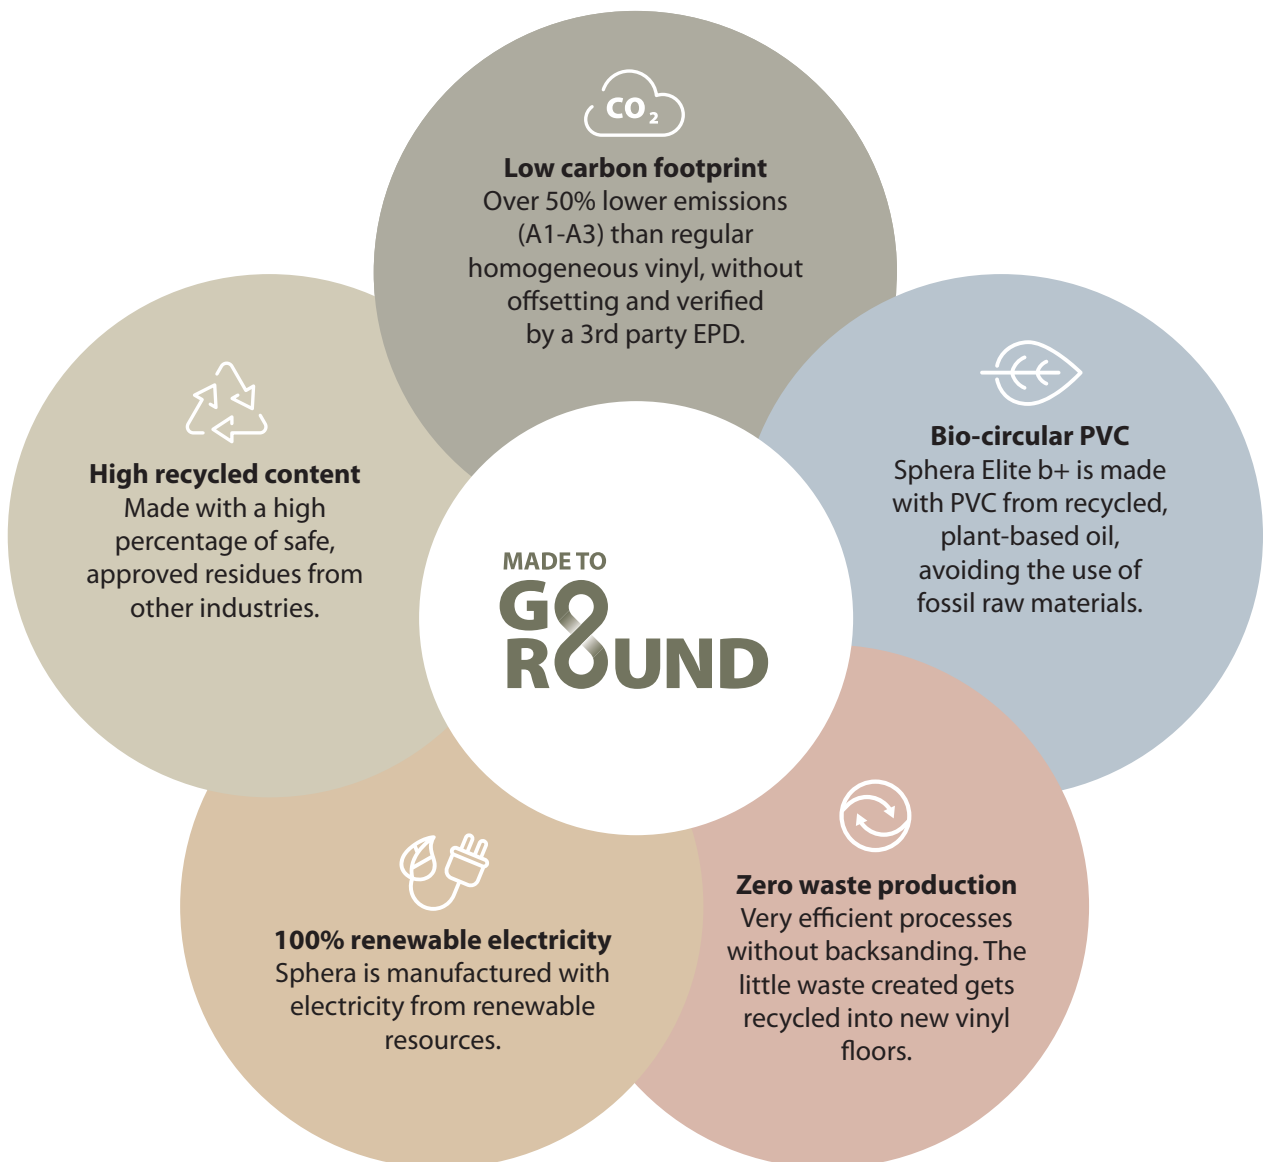 CO₂
Low carbon footprint
Over 50% lower emissions
(A1-A3) than regular
homogeneous vinyl, without
offsetting and verified
by a 3rd party EPD.
Bio-circular PVC
Sphera Elite b+ is made
with PVC from recycled,
plant-based oil,
avoiding the use of
fossil raw materials.
High recycled content
Made with a high
percentage of safe,
approved residues from
other industries.
MADE TO
GO
ROUND
Zero waste production
Very efficient processes
without backsanding. The
little waste created gets
recycled into new vinyl
floors.
100% renewable electricity
Sphera is manufactured with
electricity from renewable
resources.